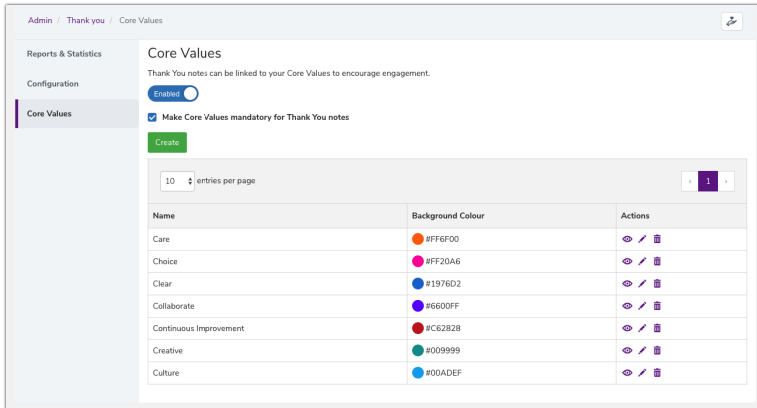 Admin / Thank you / Core Values
Reports & Statistics
Configuration
Core Values
Core Values
Thank You notes can be linked to your Core Values to encourage engagement.
Enabled
Make Core Values mandatory for Thank You notes
Create
10 entries per page
‹ 1 ›
Name Background Colour Actions
Care #FF6F00
Choice #FF20A6
Clear #1976D2
Collaborate #6600FF
Continuous Improvement #C62828
Creative #009999
Culture #00ADEF